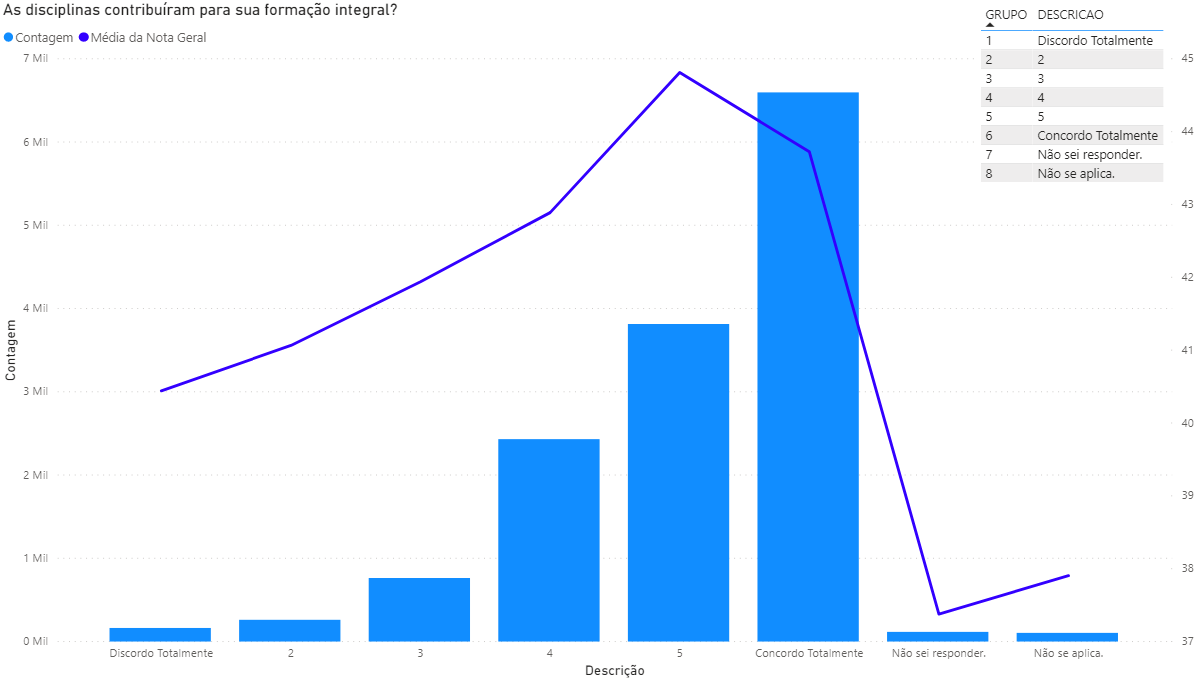 As disciplinas contribuíram para sua formação integral?
Contagem Média da Nota Geral
GRUPO DESCRICAO
1 Discordo Totalmente
2 2
3 3
4 4
5 5
6 Concordo Totalmente
7 Não sei responder.
8 Não se aplica.
7 Mil
6 Mil
5 Mil
4 Mil
3 Mil
2 Mil
1 Mil
0 Mil
Contagem
45
44
43
42
41
40
39
38
37
Discordo Totalmente 2 3 4 5 Concordo Totalmente Não sei responder. Não se aplica.
Descrição